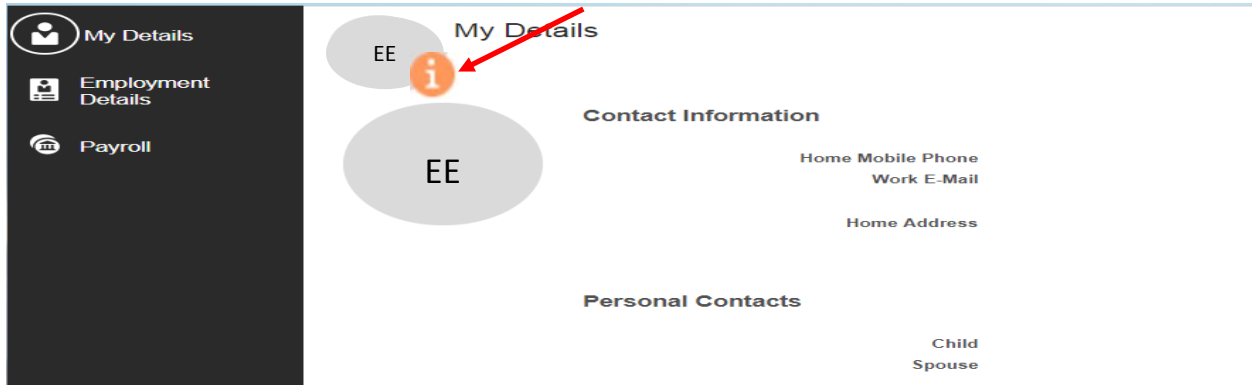 My Details
Employment
Details
Payroll
EE
My Details
EE
Contact Information
Home Mobile Phone
Work E-Mail
Home Address
Personal Contacts
Child
Spouse